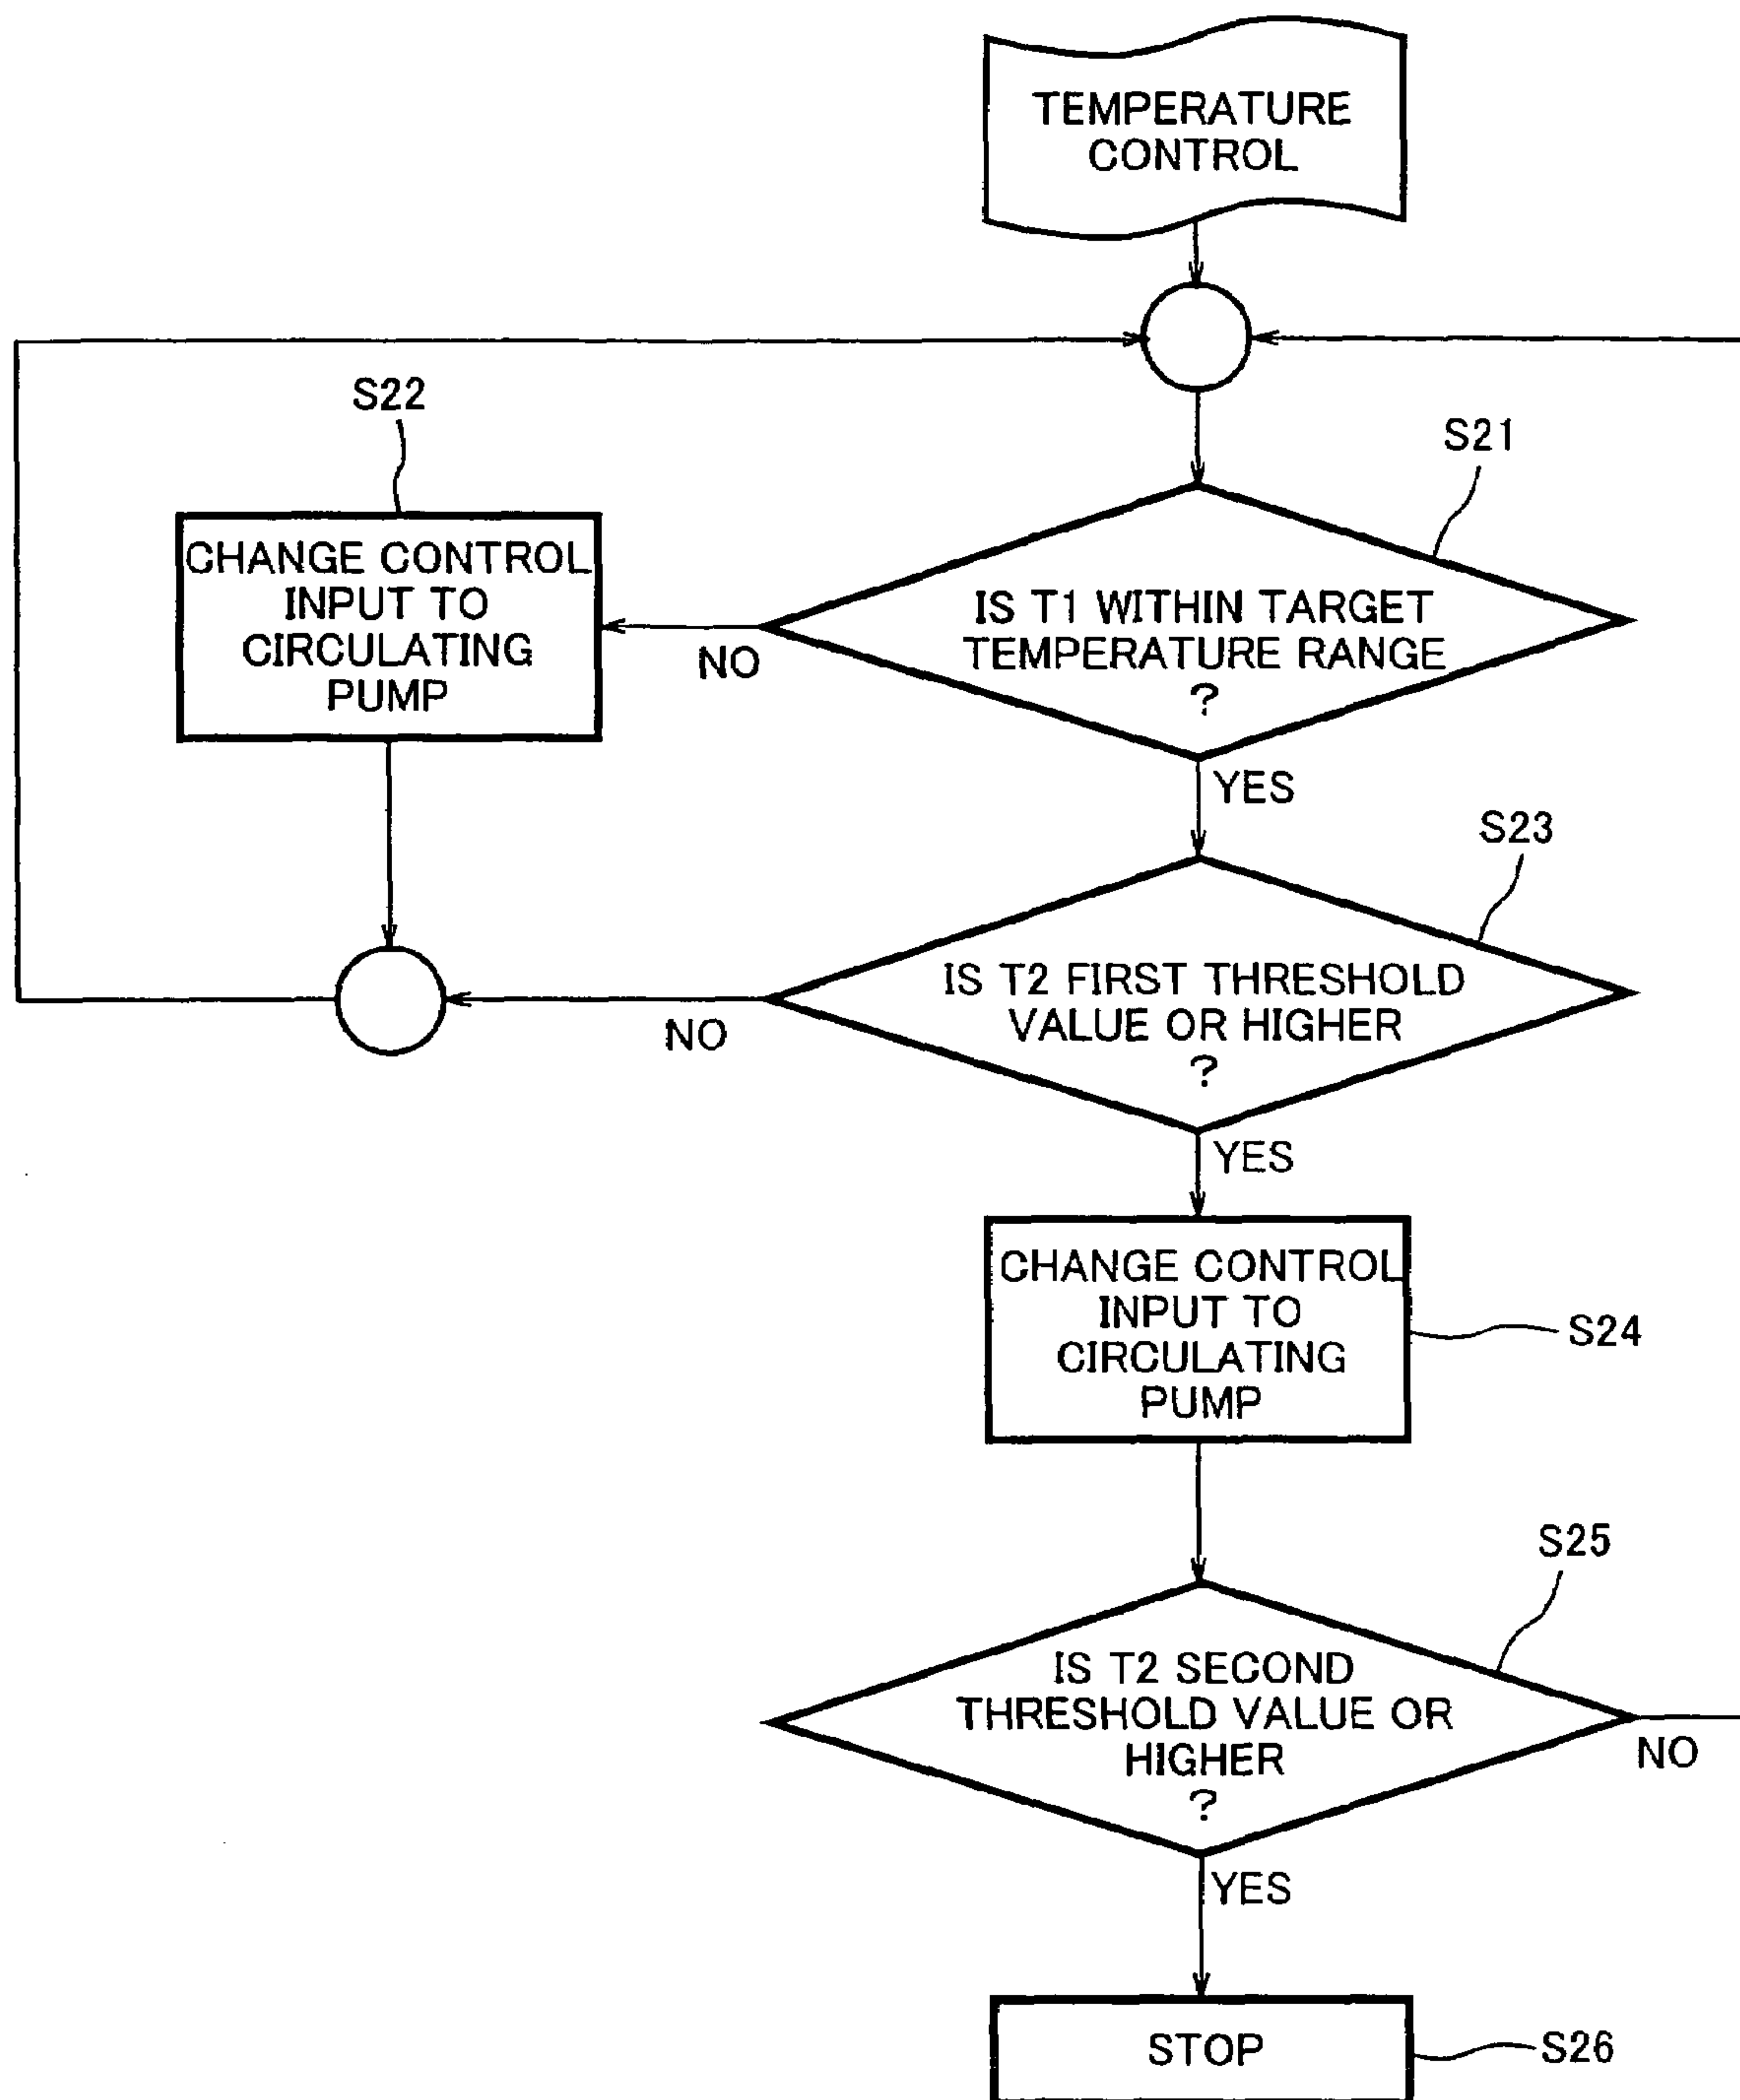 TEMPERATURE
CONTROL
S22
S21
CHANGE CONTROL
INPUT TO
CIRCULATING
PUMP
NO
IS T1 WITHIN TARGET
TEMPERATURE RANGE
?
YES
S23
IS T2 FIRST THRESHOLD
VALUE OR HIGHER
?
NO
YES
CHANGE CONTROL
INPUT TO
CIRCULATING
PUMP
S24
S25
IS T2 SECOND
THRESHOLD VALUE OR
HIGHER
?
NO
YES
STOP
S26